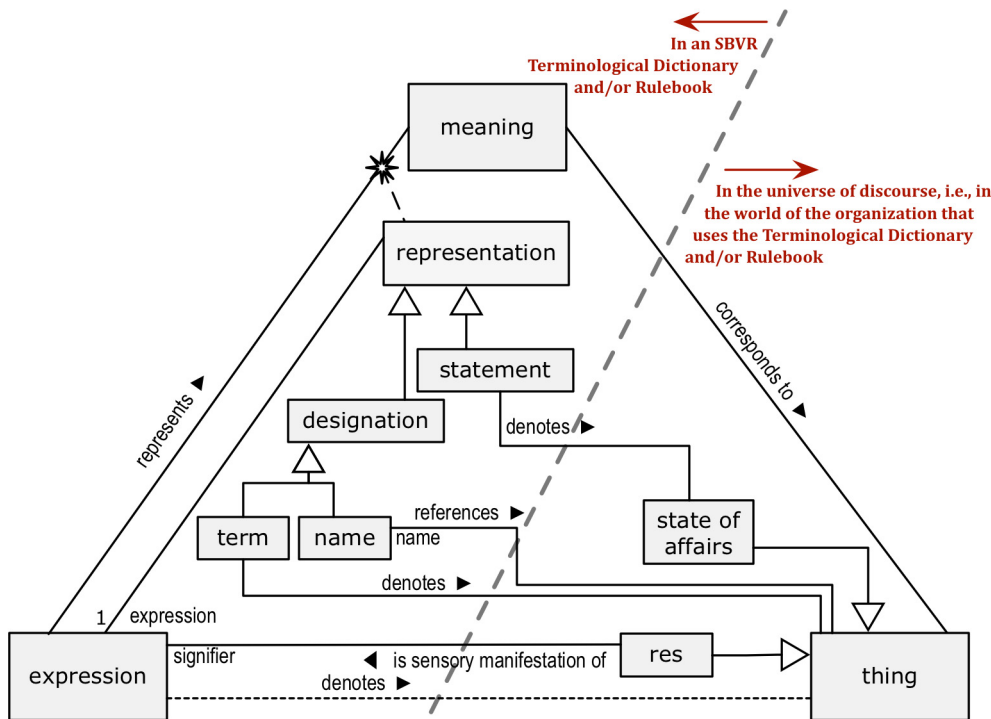 In an SBVR
Terminological Dictionary
and/or Rulebook
meaning
In the universe of discourse, i.e., in
the world of the organization that
uses the Terminological Dictionary
and/or Rulebook
representation
corresponds to
statement
represents
designation
denotes
references
state of
affairs
term
name
name
denotes
1
expression
expression
signifier
is sensory manifestation of
res
thing
denotes